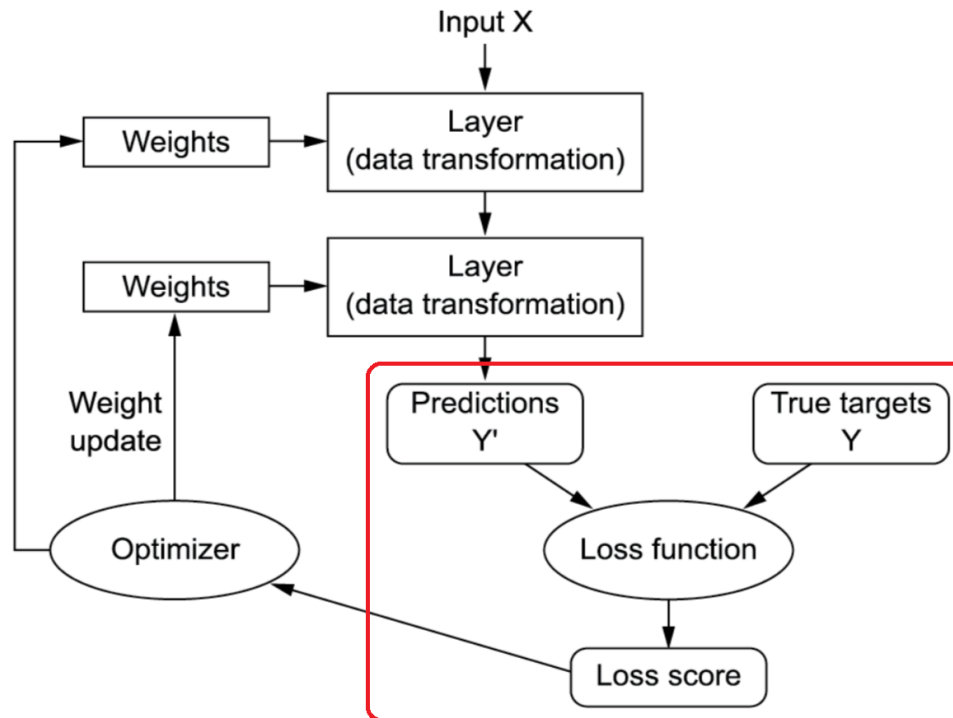 Input X
Weights
Layer
(data transformation)
Weights
Layer
(data transformation)
Weight
update
Predictions
Y'
True targets
Y
Optimizer
Loss function
Loss score